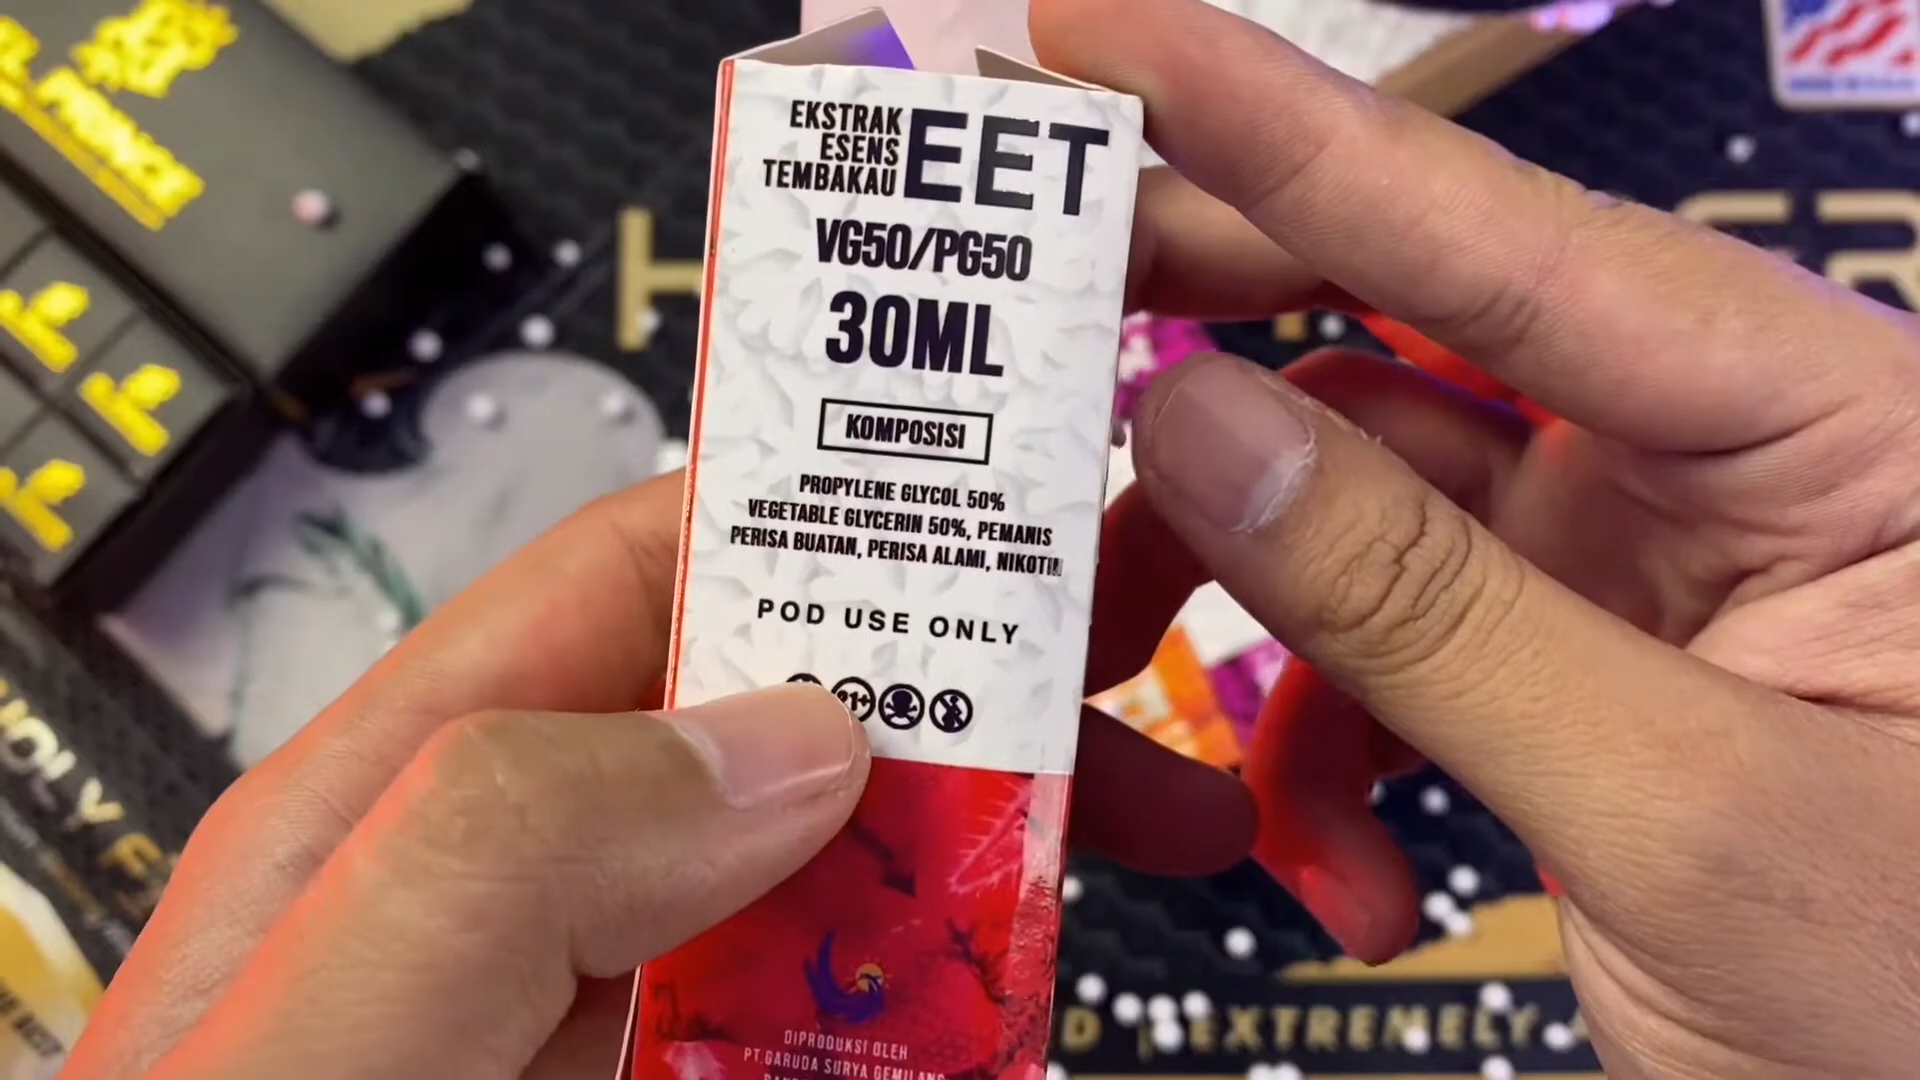 EKSTRAK
ESENS
TEMBAKAU
EET
VG50/PG50
30ML
KOMPOSISI
PROPYLENE GLYCOL 50%
VEGETABLE GLYCERIN 50%, PEMANIS
PERISA BUATAN, PERISA ALAMI, NIKOTIN
POD USE ONLY
DIPRODUKSI OLEH
PT.GARUDA SURYA GEMILANG
EXTREMELY